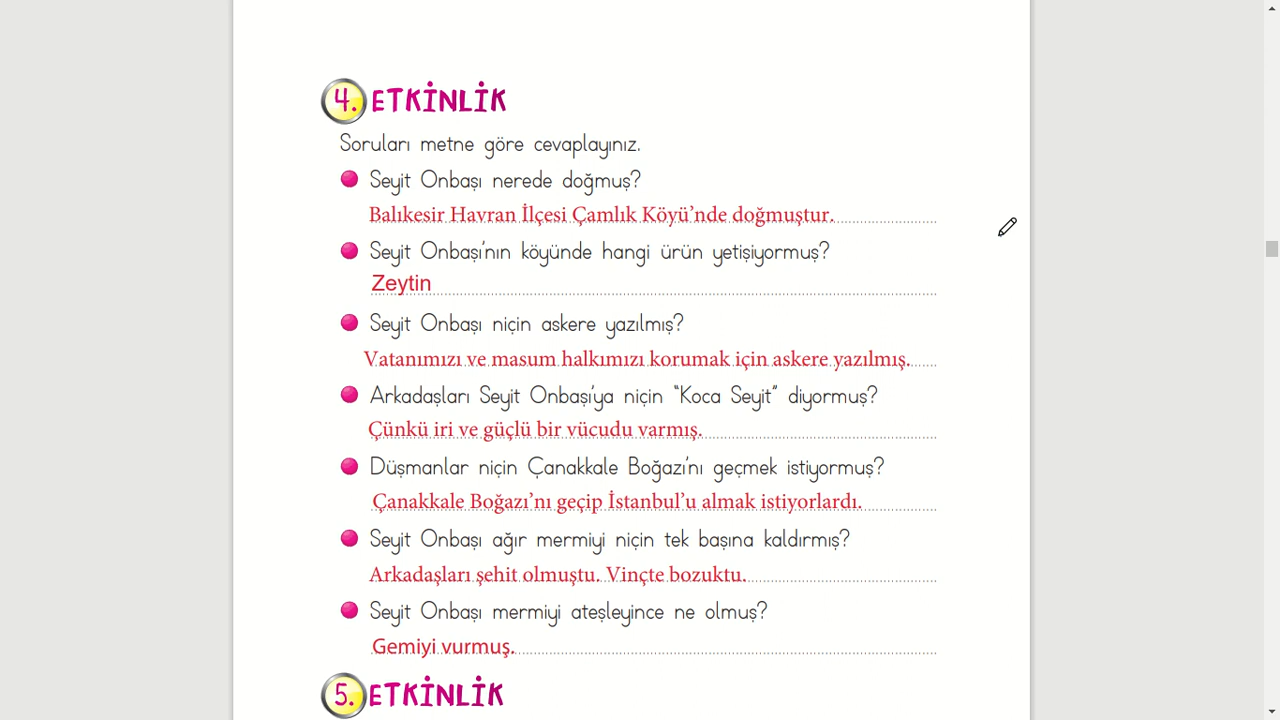 4. ETKİNLİK
Soruları metne göre cevaplayınız.
Seyit Onbaşı nerede doğmuş?
Balıkesir Havran İlçesi Çamlık Köyü’nde doğmuştur.
Seyit Onbaşı’nın köyünde hangi ürün yetişiyormuş?
Zeytin
Seyit Onbaşı niçin askere yazılmış?
Vatanımızı ve masum halkımızı korumak için askere yazılmış.
Arkadaşları Seyit Onbaşı’ya niçin “Koca Seyit” diyormuş?
Çünkü iri ve güçlü bir vücudu varmış.
Düşmanlar niçin Çanakkale Boğazı’nı geçmek istiyormuş?
Çanakkale Boğazı’nı geçip İstanbul’u almak istiyorlardı.
Seyit Onbaşı ağır mermiyi niçin tek başına kaldırmış?
Arkadaşları şehit olmuştu. Vinçte bozuktu.
Seyit Onbaşı mermiyi ateşleyince ne olmuş?
Gemiyi vurmuş.
5. ETKİNLİK